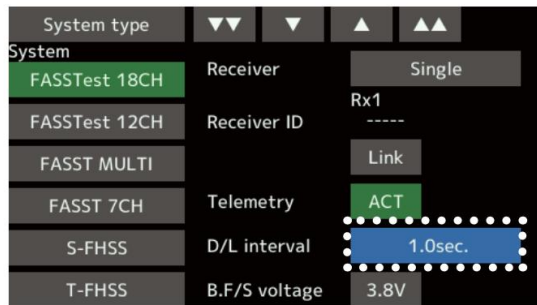 System type ▼▼ ▼ ▲ ▲▲
System
FASSTest 18CH Receiver Single
Rx1
FASSTest 12CH Receiver ID -----
FASST MULTI Link
FASST 7CH Telemetry ACT
S-FHSS D/L interval 1.0sec.
T-FHSS B.F/S voltage 3.8V